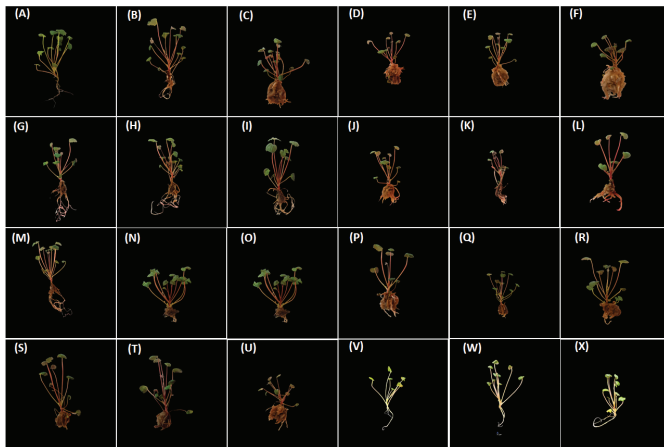 (A) (B) (C) (D) (E) (F)
(G) (H) (I) (J) (K) (L)
(M) (N) (O) (P) (Q) (R)
(S) (T) (U) (V) (W) (X)